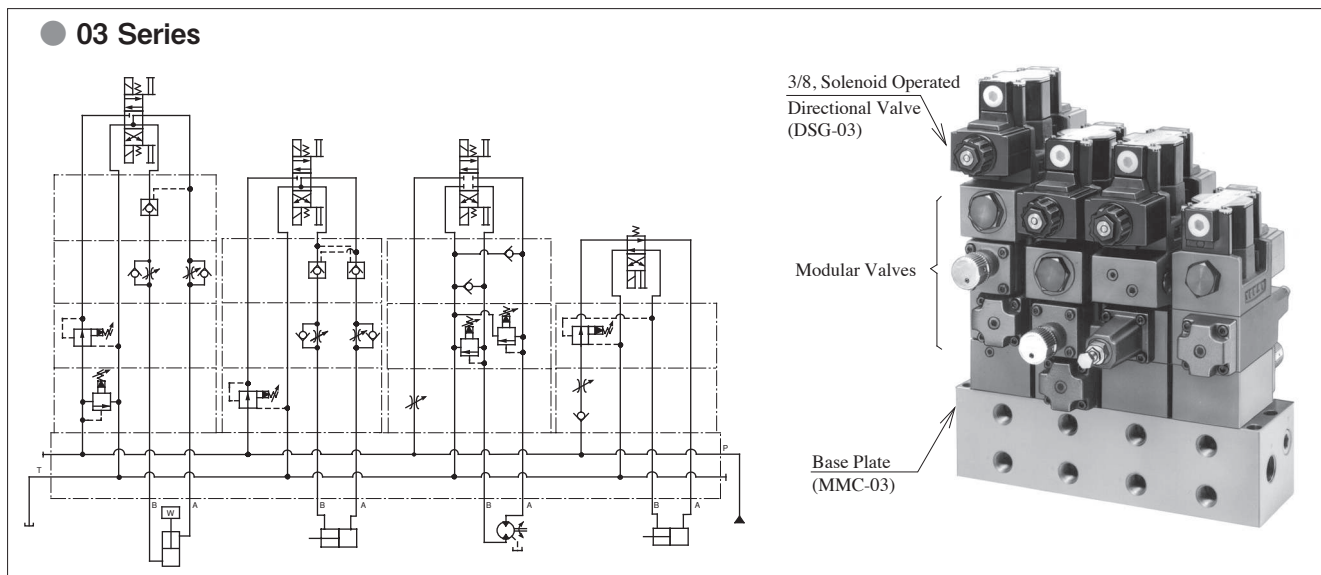 03 Series
3/8, Solenoid Operated
Directional Valve
(DSG-03)
Modular Valves
Base Plate
(MMC-03)
P
T
B A B A B A B A
W